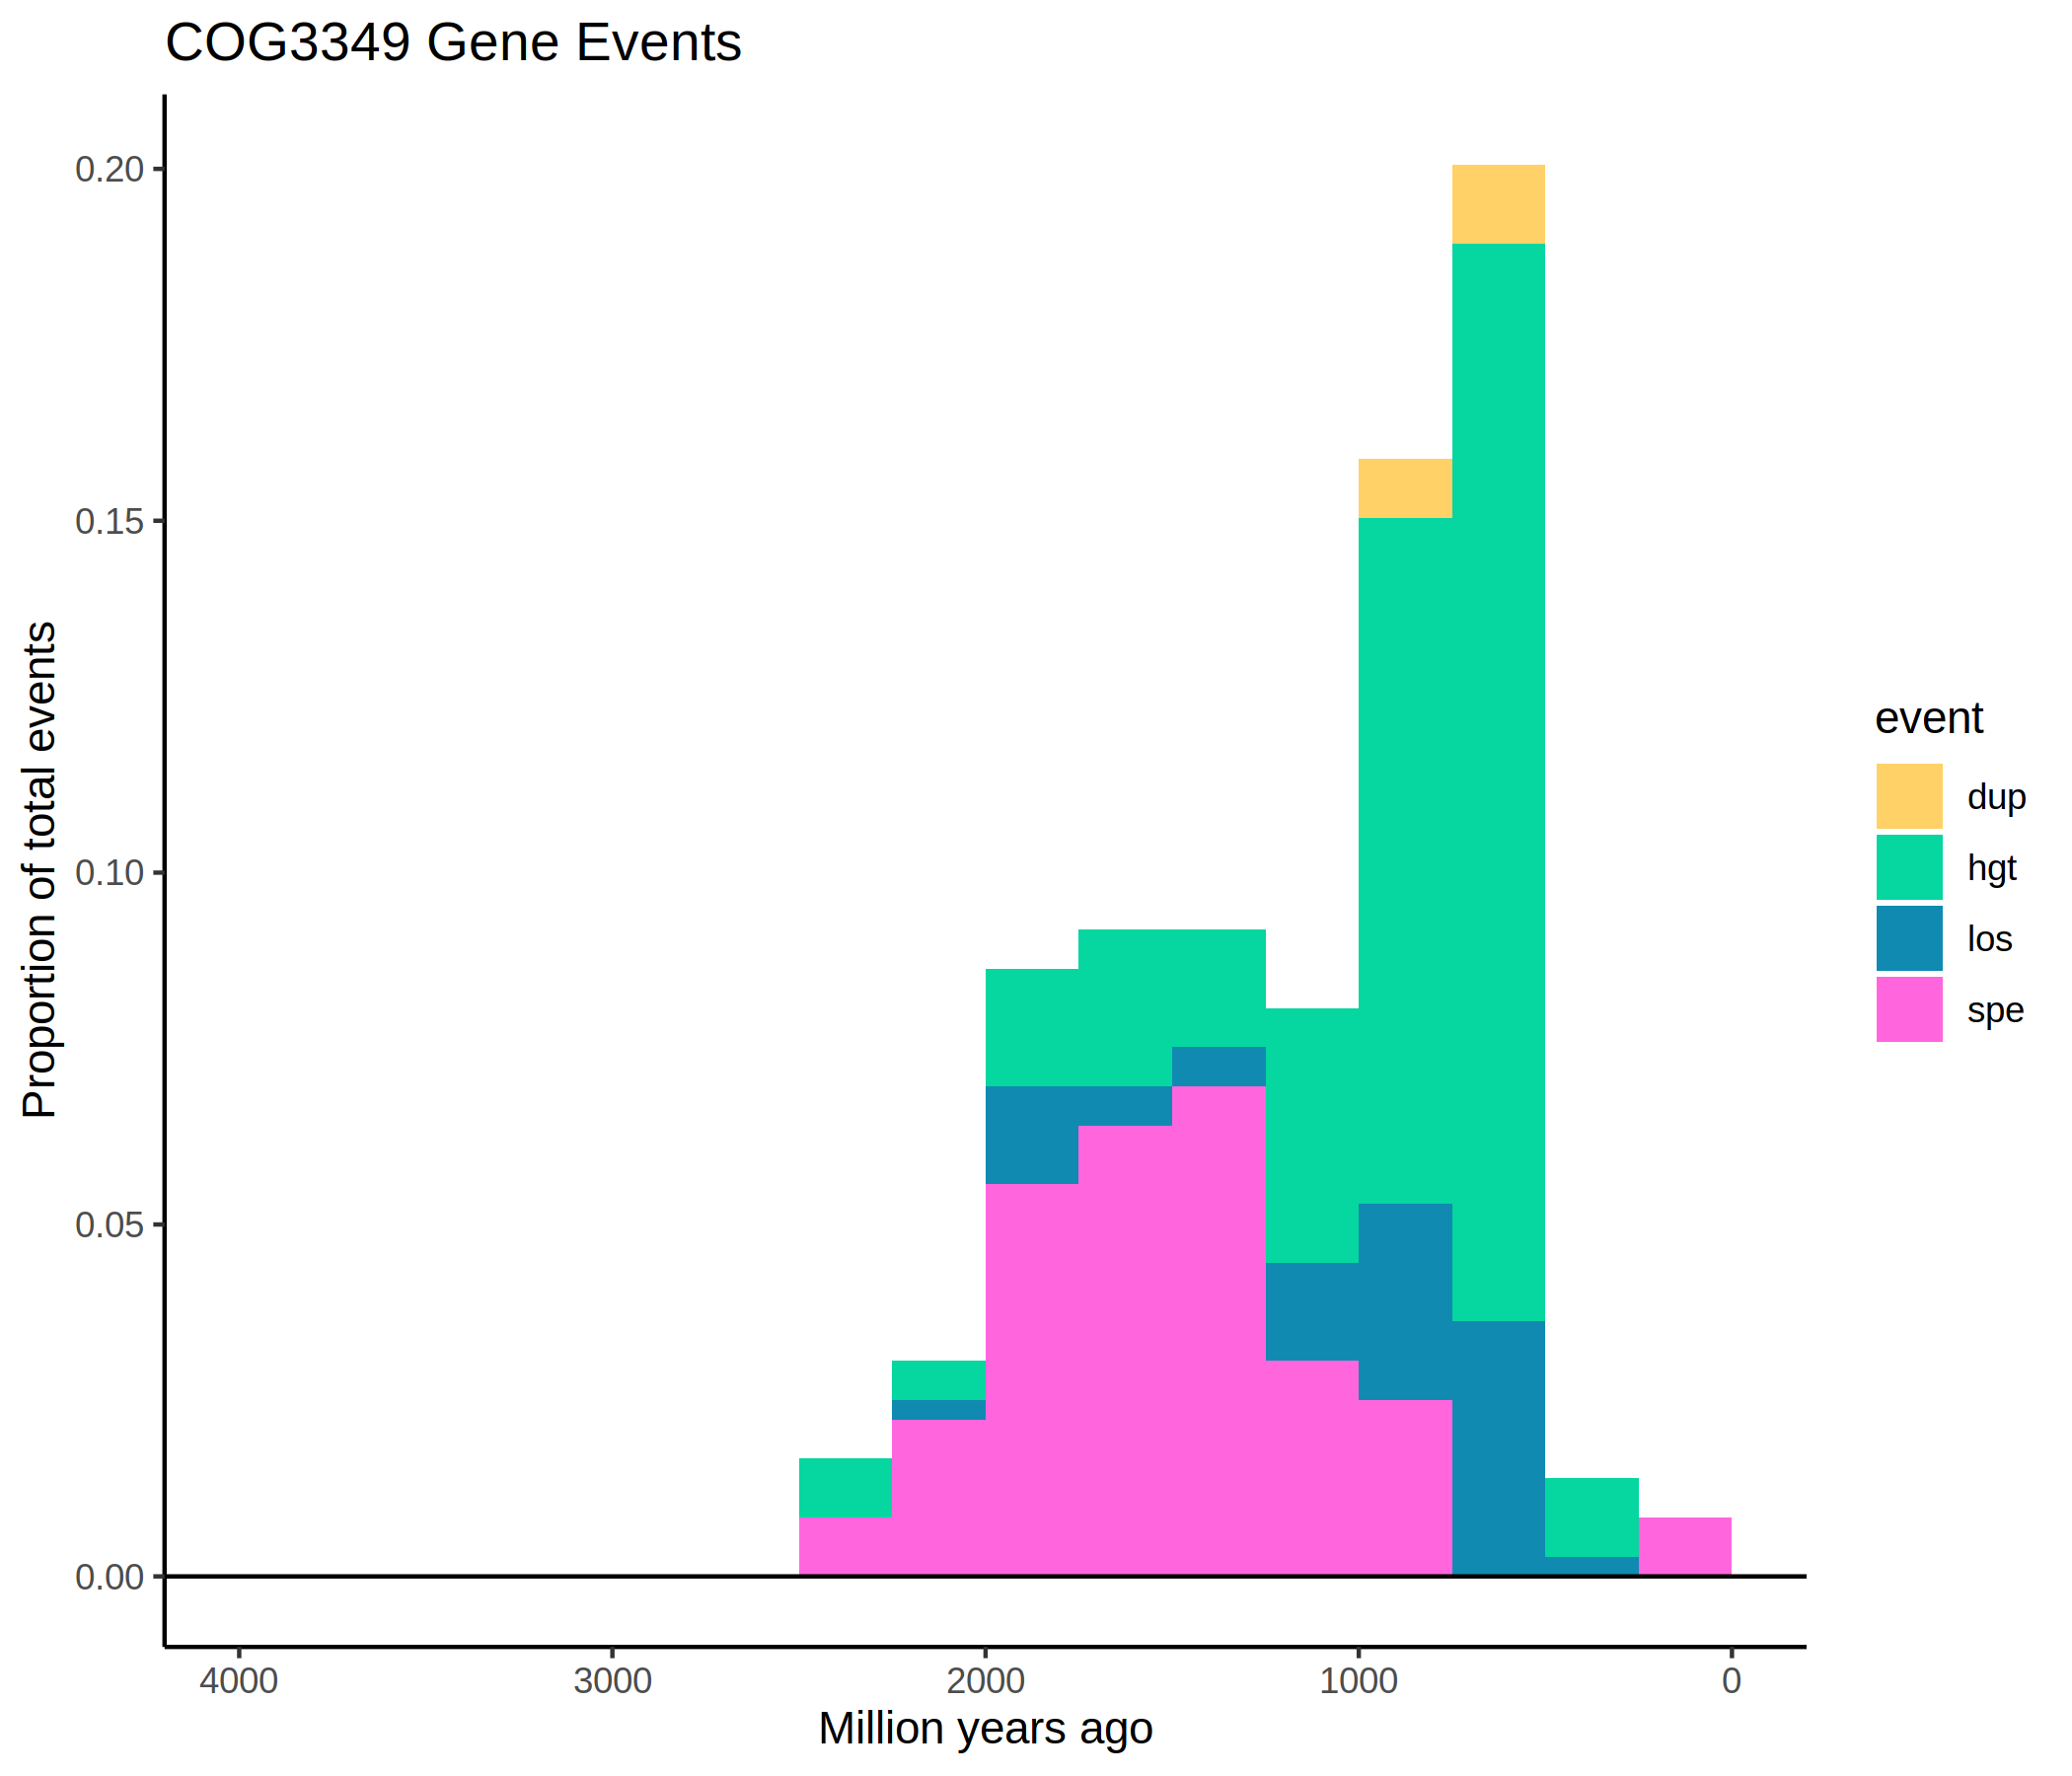 COG3349 Gene Events
0.20
0.15
0.10
0.05
0.00
Proportion of total events
4000 3000 2000 1000 0
Million years ago
event
dup
hgt
los
spe